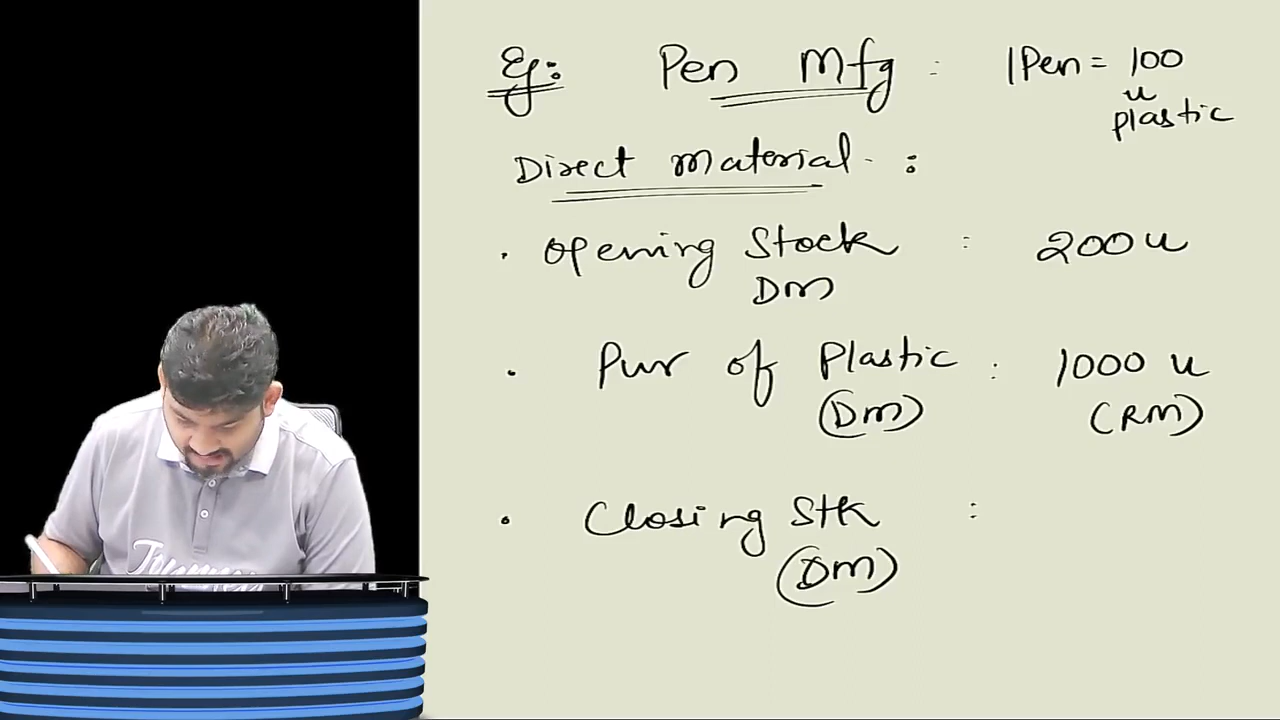 Eg: Pen Mfg : 1Pen = 100
u
plastic
Direct Material :
. Opening Stock : 200 u
DM
. Pur of Plastic : 1000 u
(DM) (RM)
. Closing Stk :
(DM)